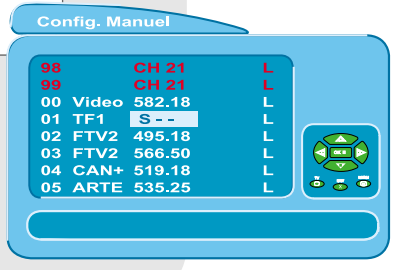 Config. Manuel
98 CH 21 L
99 CH 21 L
00 Video 582.18 L
01 TF1 S - - L
02 FTV2 495.18 L
03 FTV2 566.50 L
04 CAN+ 519.18 L
05 ARTE 535.25 L